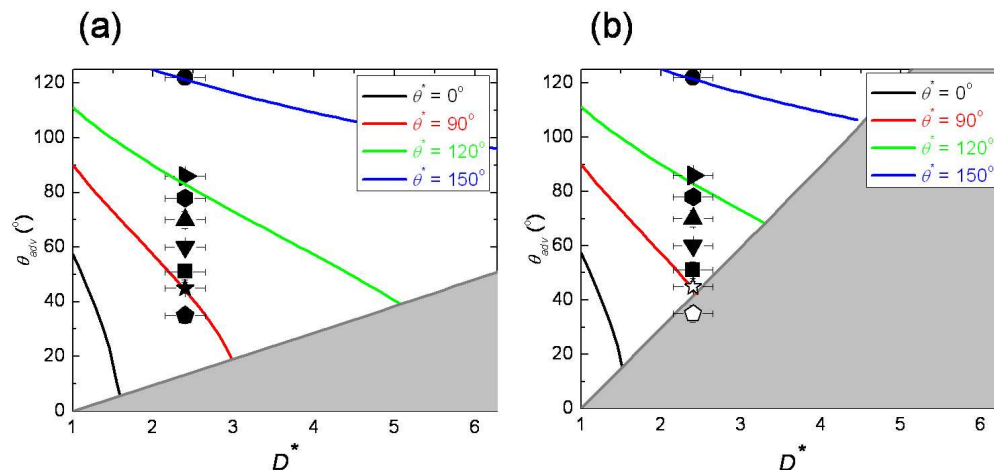 (a)
120
100
80
60
40
20
0
θadv (°)
θ* = 0°
θ* = 90°
θ* = 120°
θ* = 150°
1 2 3 4 5 6
D*
(b)
120
100
80
60
40
20
0
θadv (°)
θ* = 0°
θ* = 90°
θ* = 120°
θ* = 150°
1 2 3 4 5 6
D*